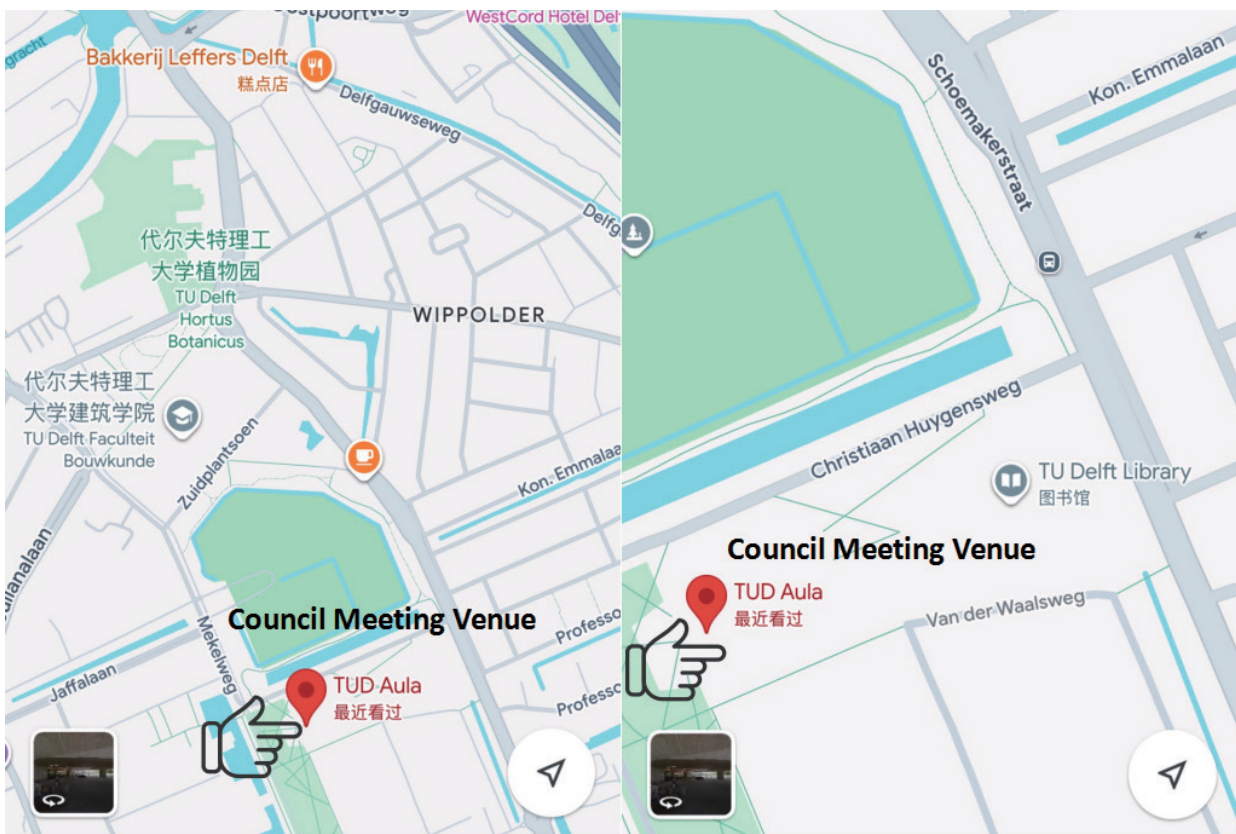 Oostpoortweg
WestCord Hotel Del
gracht
Bakkerij Leffers Delft
糕点店
Delfgauwseweg
Delfg
代尔夫特理工
大学植物园
TU Delft
Hortus
Botanicus
WIPPOLDER
代尔夫特理工
大学建筑学院
TU Delft Faculteit
Bouwkunde
Zuidplantsoen
Kon. Emmalaa
ulianalaan
Council Meeting Venue
Mekelweg
Professo
Jaffalaan
TUD Aula
最近看过
Professo
Schoemakerstraat
Kon. Emmalaan
Christiaan Huygensweg
TU Delft Library
图书馆
Council Meeting Venue
TUD Aula
最近看过
Van der Waalsweg